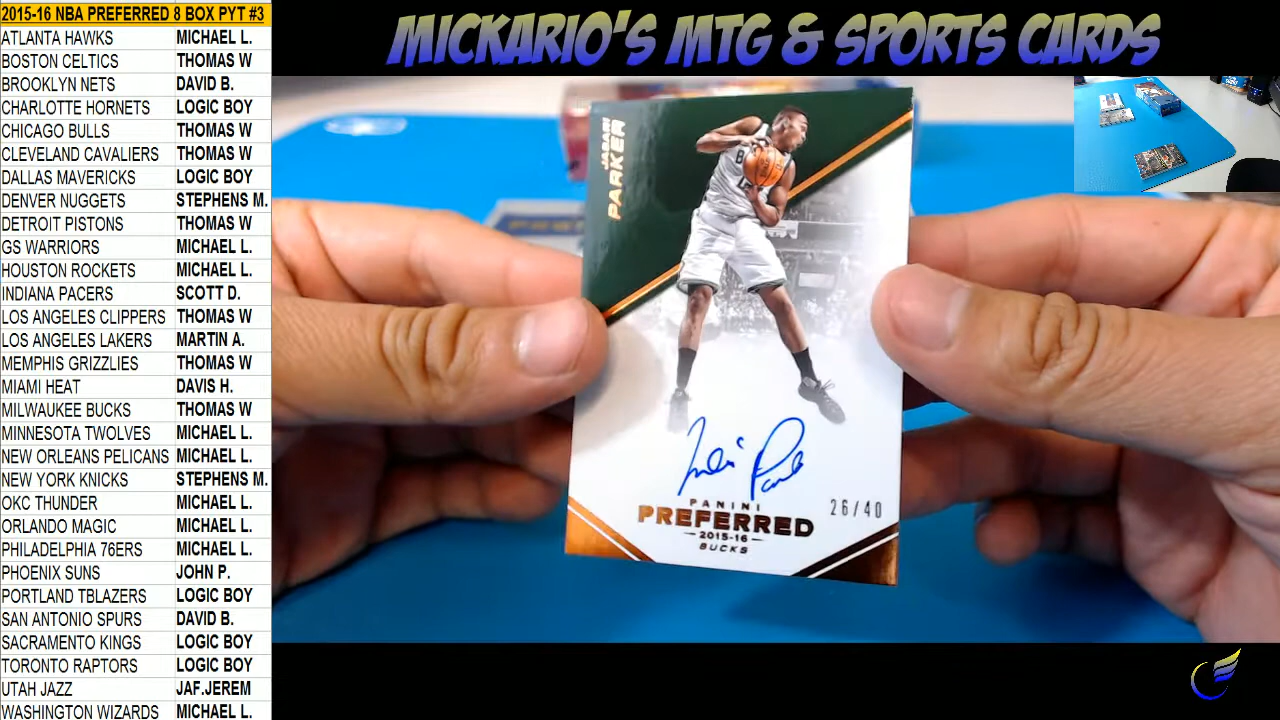 2015-16 NBA PREFERRED 8 BOX PYT #3
ATLANTA HAWKS MICHAEL L.
BOSTON CELTICS THOMAS W
BROOKLYN NETS DAVID B.
CHARLOTTE HORNETS LOGIC BOY
CHICAGO BULLS THOMAS W
CLEVELAND CAVALIERS THOMAS W
DALLAS MAVERICKS LOGIC BOY
DENVER NUGGETS STEPHENS M.
DETROIT PISTONS THOMAS W
GS WARRIORS MICHAEL L.
HOUSTON ROCKETS MICHAEL L.
INDIANA PACERS SCOTT D.
LOS ANGELES CLIPPERS THOMAS W
LOS ANGELES LAKERS MARTIN A.
MEMPHIS GRIZZLIES THOMAS W
MIAMI HEAT DAVIS H.
MILWAUKEE BUCKS THOMAS W
MINNESOTA TWOLVES MICHAEL L.
NEW ORLEANS PELICANS MICHAEL L.
NEW YORK KNICKS STEPHENS M.
OKC THUNDER MICHAEL L.
ORLANDO MAGIC MICHAEL L.
PHILADELPHIA 76ERS MICHAEL L.
PHOENIX SUNS JOHN P.
PORTLAND TBLAZERS LOGIC BOY
SAN ANTONIO SPURS DAVID B.
SACRAMENTO KINGS LOGIC BOY
TORONTO RAPTORS LOGIC BOY
UTAH JAZZ JAF.JEREM
WASHINGTON WIZARDS MICHAEL L.
MICKARIO'S MTG & SPORTS CARDS
JABARI
PARKER
PANINI
PREFERRED
2015-16
BUCKS
26/40